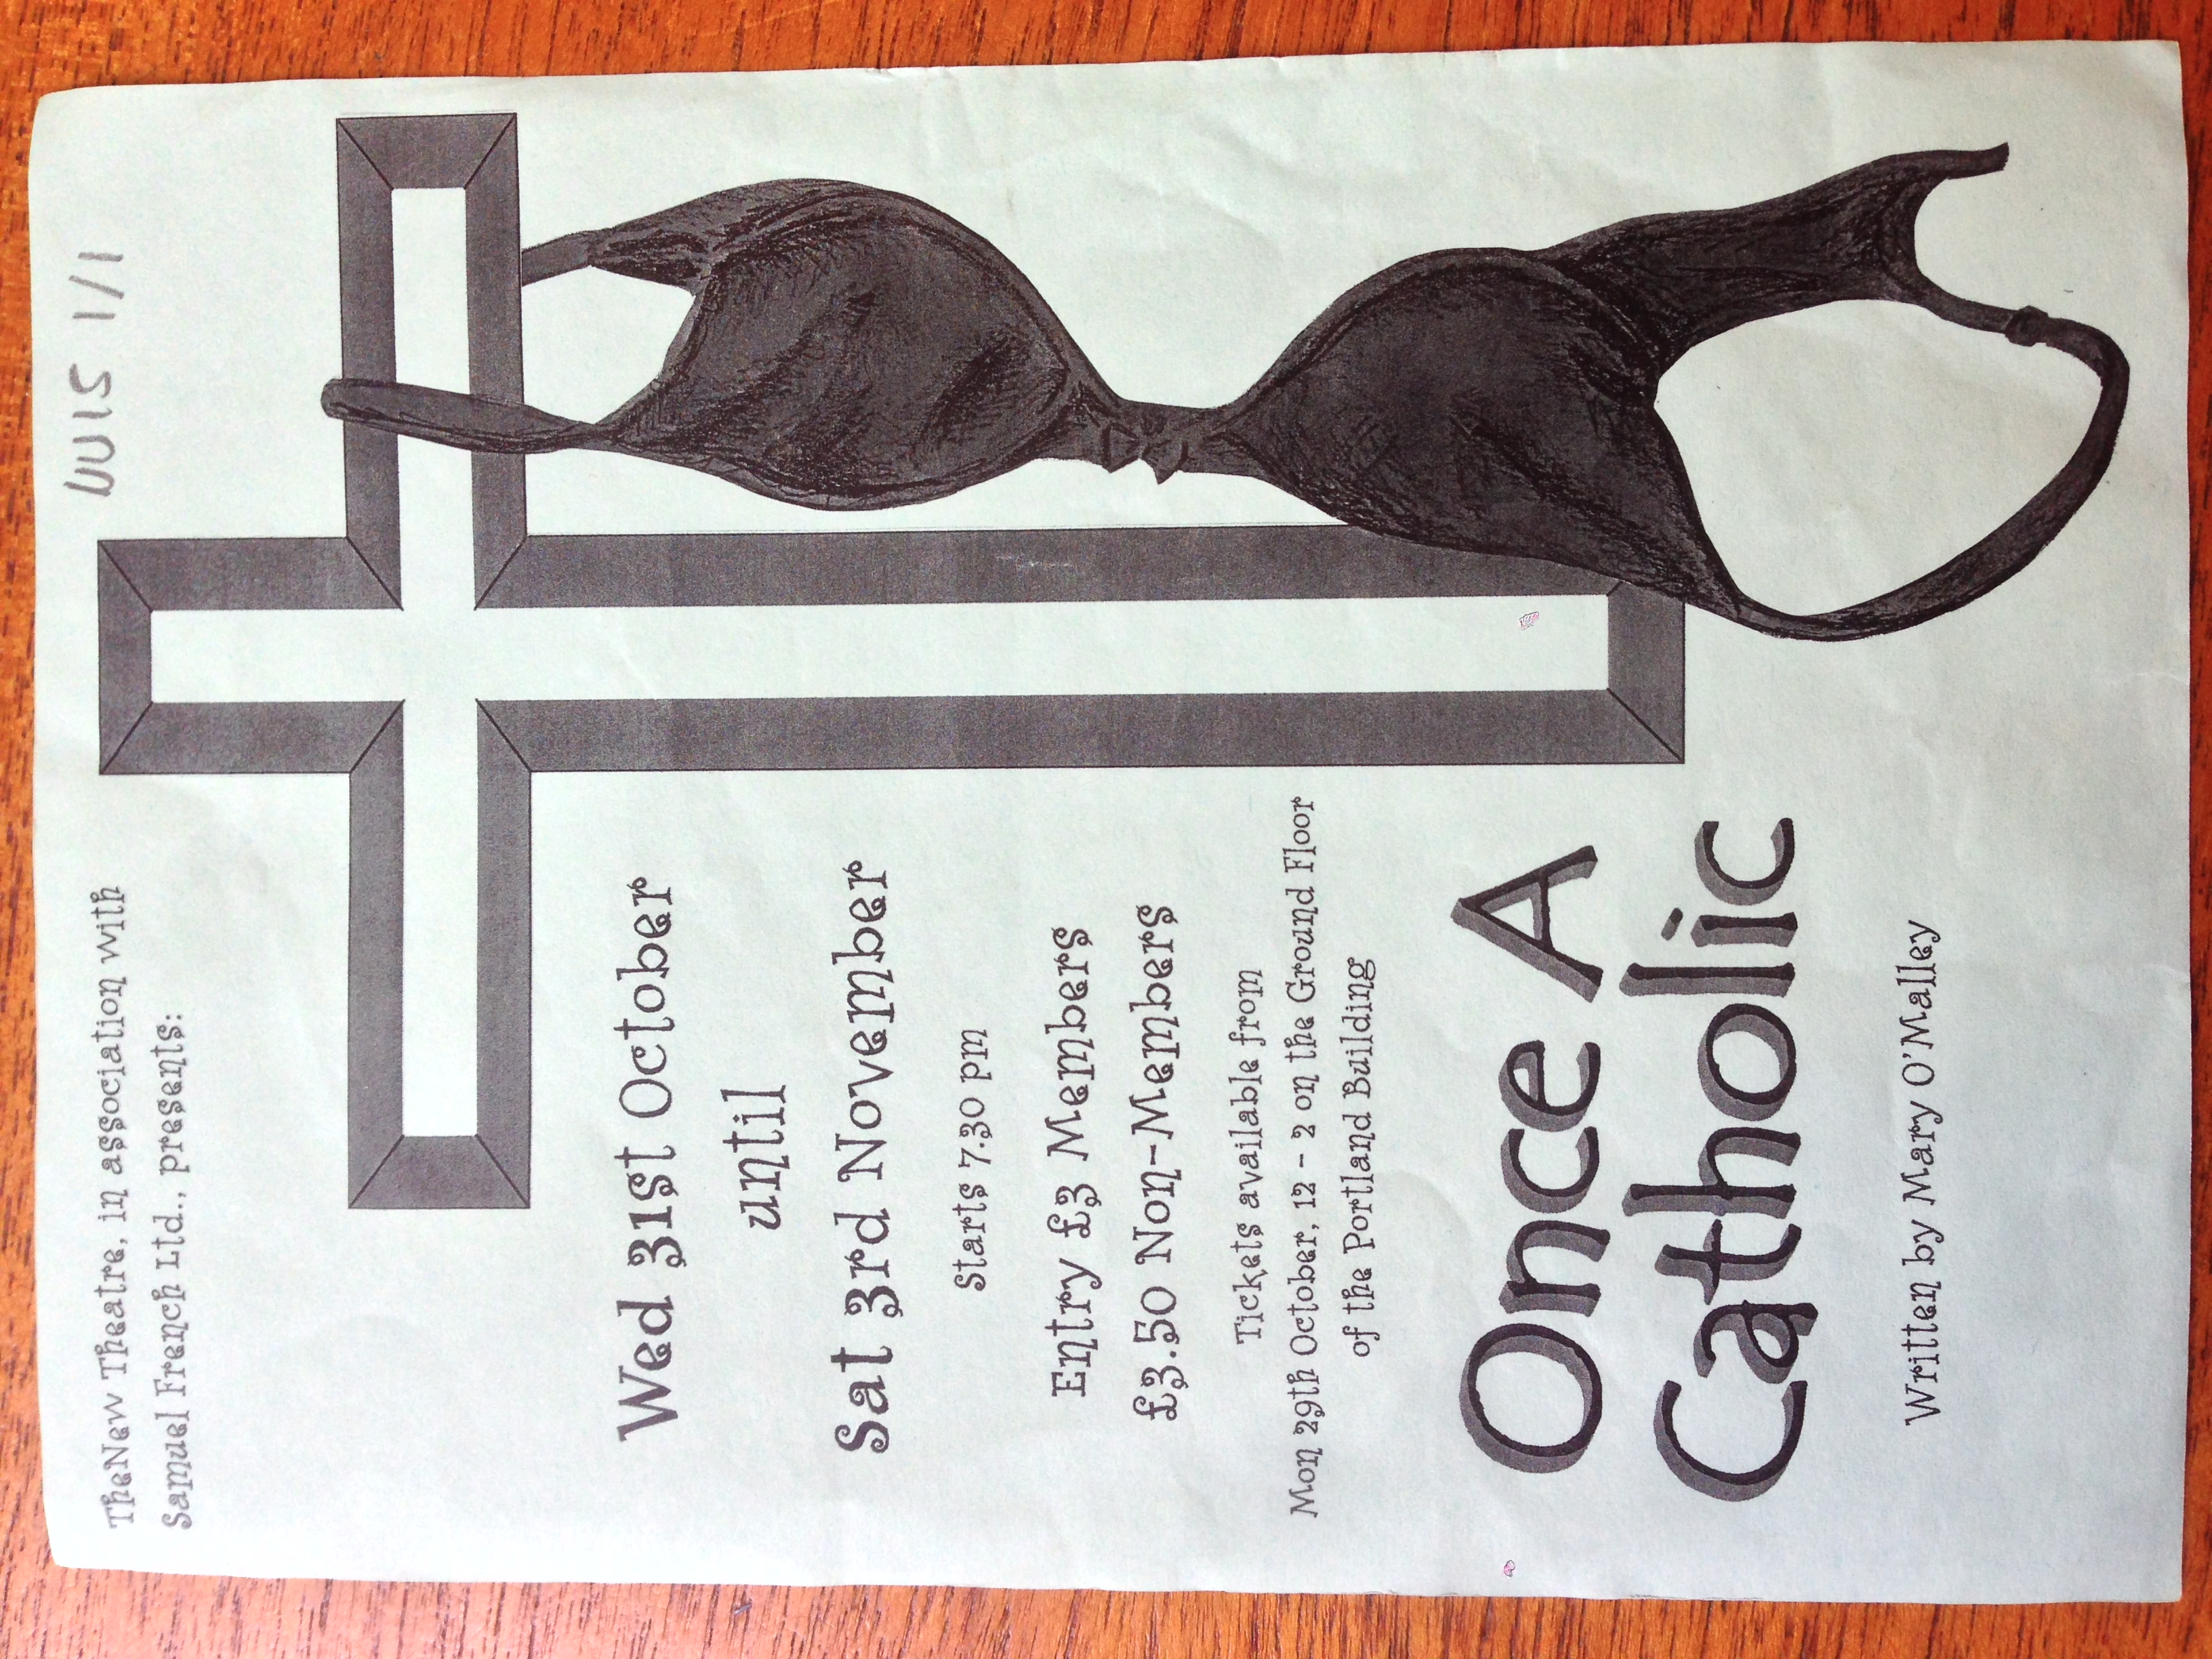 TheNew Theatre, in association with
Samuel French Ltd., presents:
UU15 1/1
Wed 31st October
until
Sat 3rd November
Starts 7.30 pm
Entry £3 Members
£3.50 Non-Members
Tickets available from
Mon 29th October, 12 - 2 on the Ground Floor
of the Portland Building
Once A
Catholic
Written by Mary O'Malley